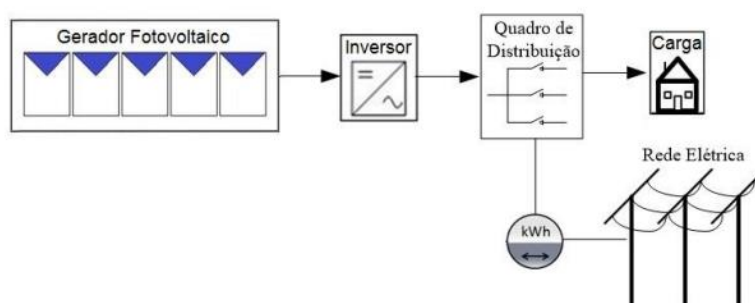 Gerador Fotovoltaico
Inversor
Quadro de
Distribuição
Carga
Rede Elétrica
kWh